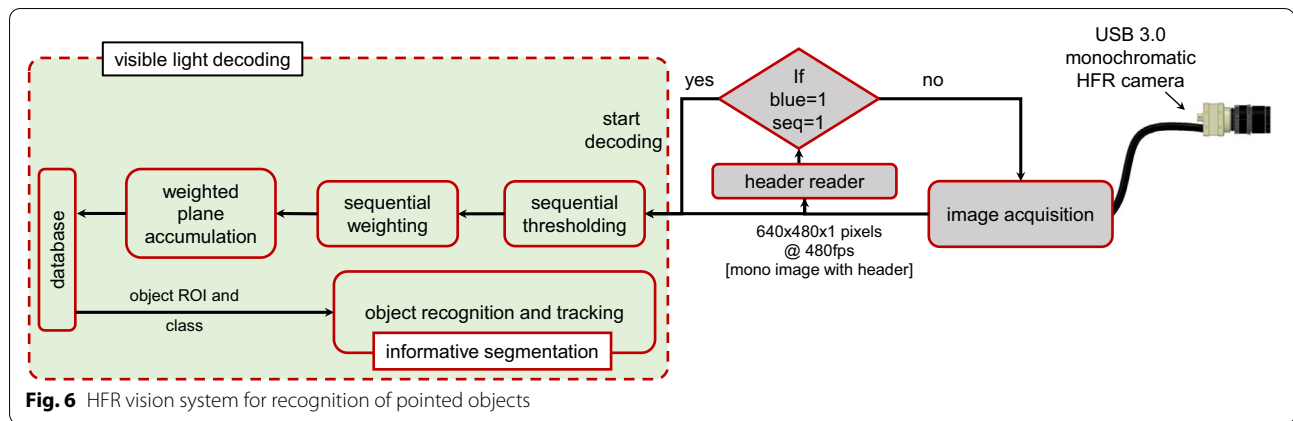 visible light decoding
USB 3.0
monochromatic
HFR camera
yes
If
blue=1
seq=1
no
start
decoding
header reader
image acquisition
640x480x1 pixels
@ 480fps
[mono image with header]
sequential
thresholding
sequential
weighting
weighted
plane
accumulation
database
object ROI and
class
object recognition and tracking
informative segmentation
Fig. 6 HFR vision system for recognition of pointed objects